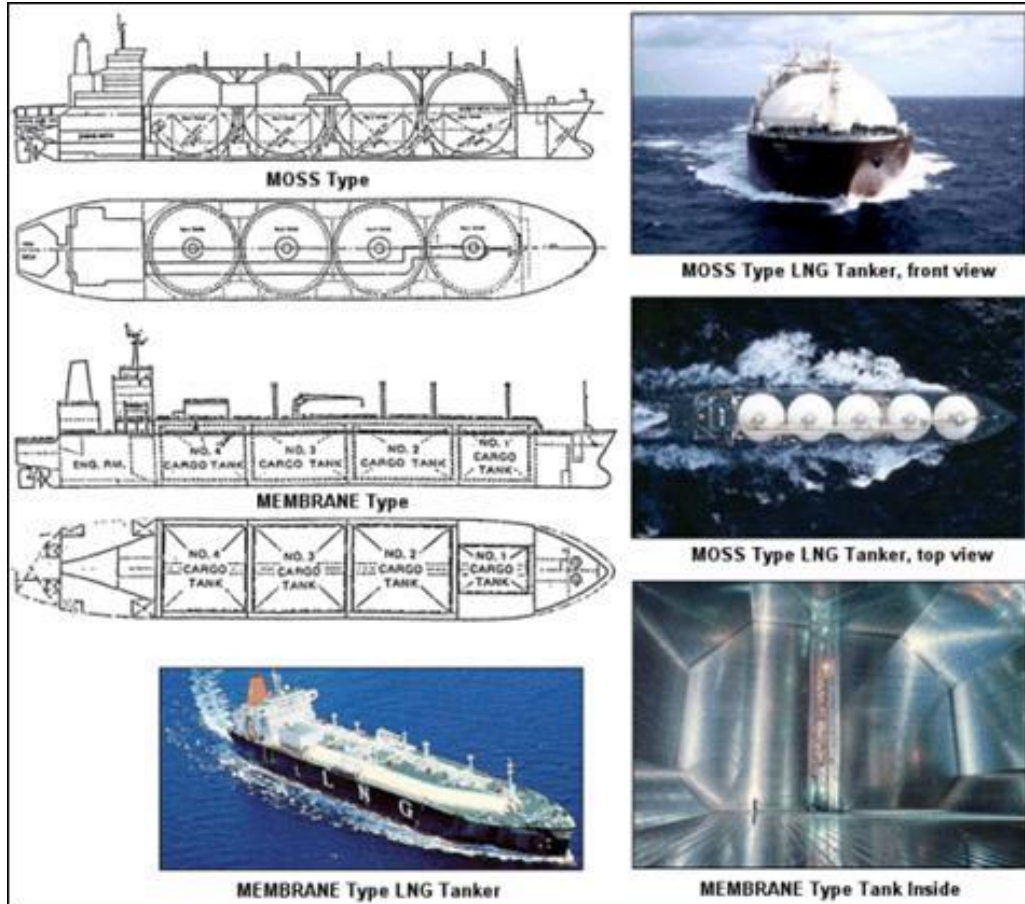 MOSS Type
MOSS Type LNG Tanker, front view
ENG. RM.
NO. 4
CARGO TANK
NO. 3
CARGO TANK
NO. 2
CARGO TANK
NO. 1
CARGO
TANK
MEMBRANE Type
MOSS Type LNG Tanker, top view
NO. 4
CARGO
TANK
NO. 3
CARGO
TANK
NO. 2
CARGO
TANK
NO. 1
CARGO
TANK
LNG
MEMBRANE Type LNG Tanker
MEMBRANE Type Tank Inside